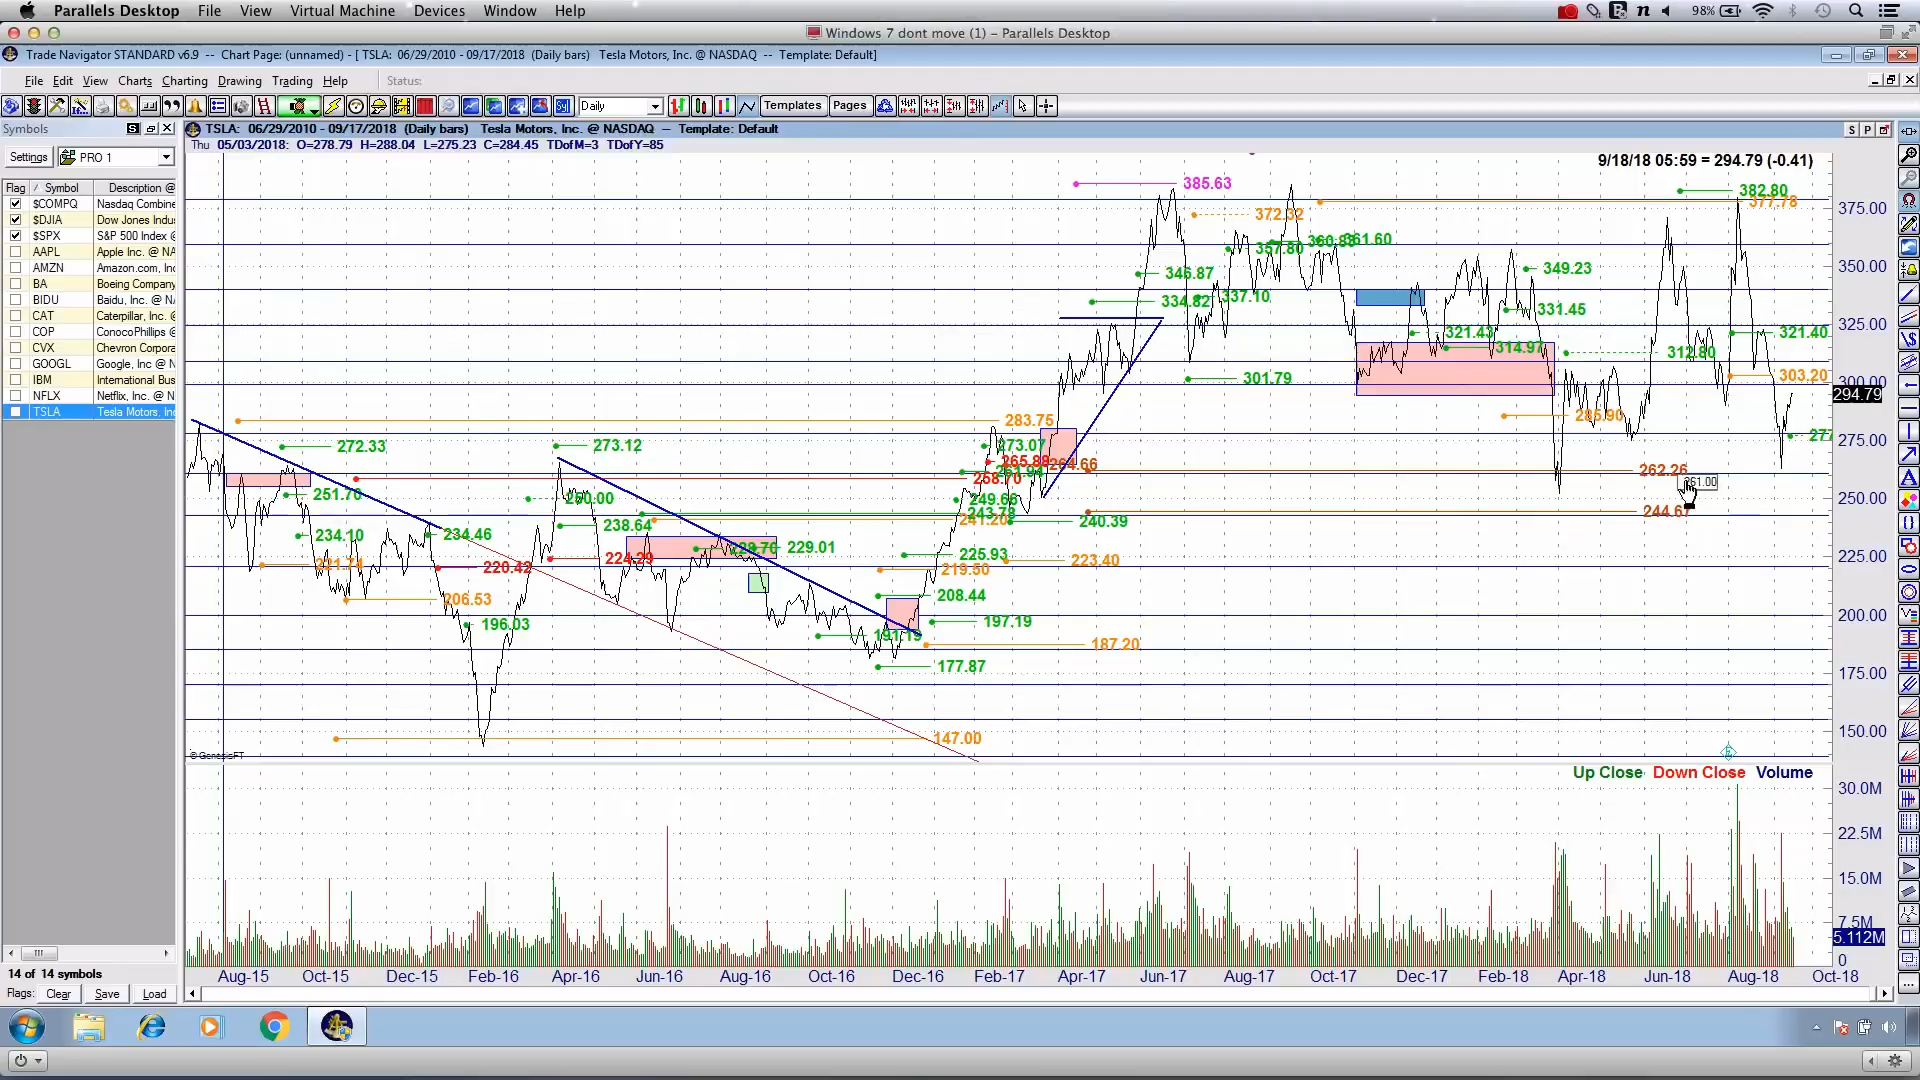 Parallels Desktop File View Virtual Machine Devices Window Help 98%
Windows 7 dont move (1) - Parallels Desktop
Trade Navigator STANDARD v6.9 -- Chart Page: (unnamed) - [ TSLA: 06/29/2010 - 09/17/2018 (Daily bars) Tesla Motors, Inc. @ NASDAQ -- Template: Default]
File Edit View Charts Charting Drawing Trading Help Status:
Daily Templates Pages
Symbols S
TSLA: 06/29/2010 - 09/17/2018 (Daily bars) Tesla Motors, Inc. @ NASDAQ -- Template: Default S P
Thu 05/03/2018: O=278.79 H=288.04 L=275.23 C=284.45 TDofM=3 TDofY=85
Settings PRO 1
9/18/18 05:59 = 294.79 (-0.41)
Flag Symbol Description @
$COMPQ Nasdaq Combine
$DJIA Dow Jones Indu
$SPX S&P 500 Index @
AAPL Apple Inc. @ NA
AMZN Amazon.com, Inc
BA Boeing Company
BIDU Baidu, Inc. @ N
CAT Caterpillar, Inc.
COP ConocoPhillips @
CVX Chevron Corpora
GOOGL Google, Inc @
IBM International Bus
NFLX Netflix, Inc. @ N
TSLA Tesla Motors, Inc
385.63
382.80
377.78
372.32
375.00
357.80 361.60
346.87
349.23
350.00
334.82 337.10
331.45
321.43
321.40
325.00
314.97
312.80
301.79
303.20
300.00
294.79
283.75
285.90
272.33
273.12
273.07
277
275.00
265.88
264.66
262.26
258.70
261.00
251.70
250.00
249.66
250.00
243.78
244.67
241.20
240.39
238.64
234.10
234.46
229.01
225.93
224.29
225.00
223.40
220.42
219.50
206.53
208.44
196.03
197.19
200.00
191.19
187.20
177.87
175.00
147.00
150.00
© GenesisFT
E
Up Close Down Close Volume
30.0M
22.5M
15.0M
7.5M
5.112M
0
Aug-15 Oct-15 Dec-15 Feb-16 Apr-16 Jun-16 Aug-16 Oct-16 Dec-16 Feb-17 Apr-17 Jun-17 Aug-17 Oct-17 Dec-17 Feb-18 Apr-18 Jun-18 Aug-18 Oct-18
14 of 14 symbols
Flags: Clear Save Load